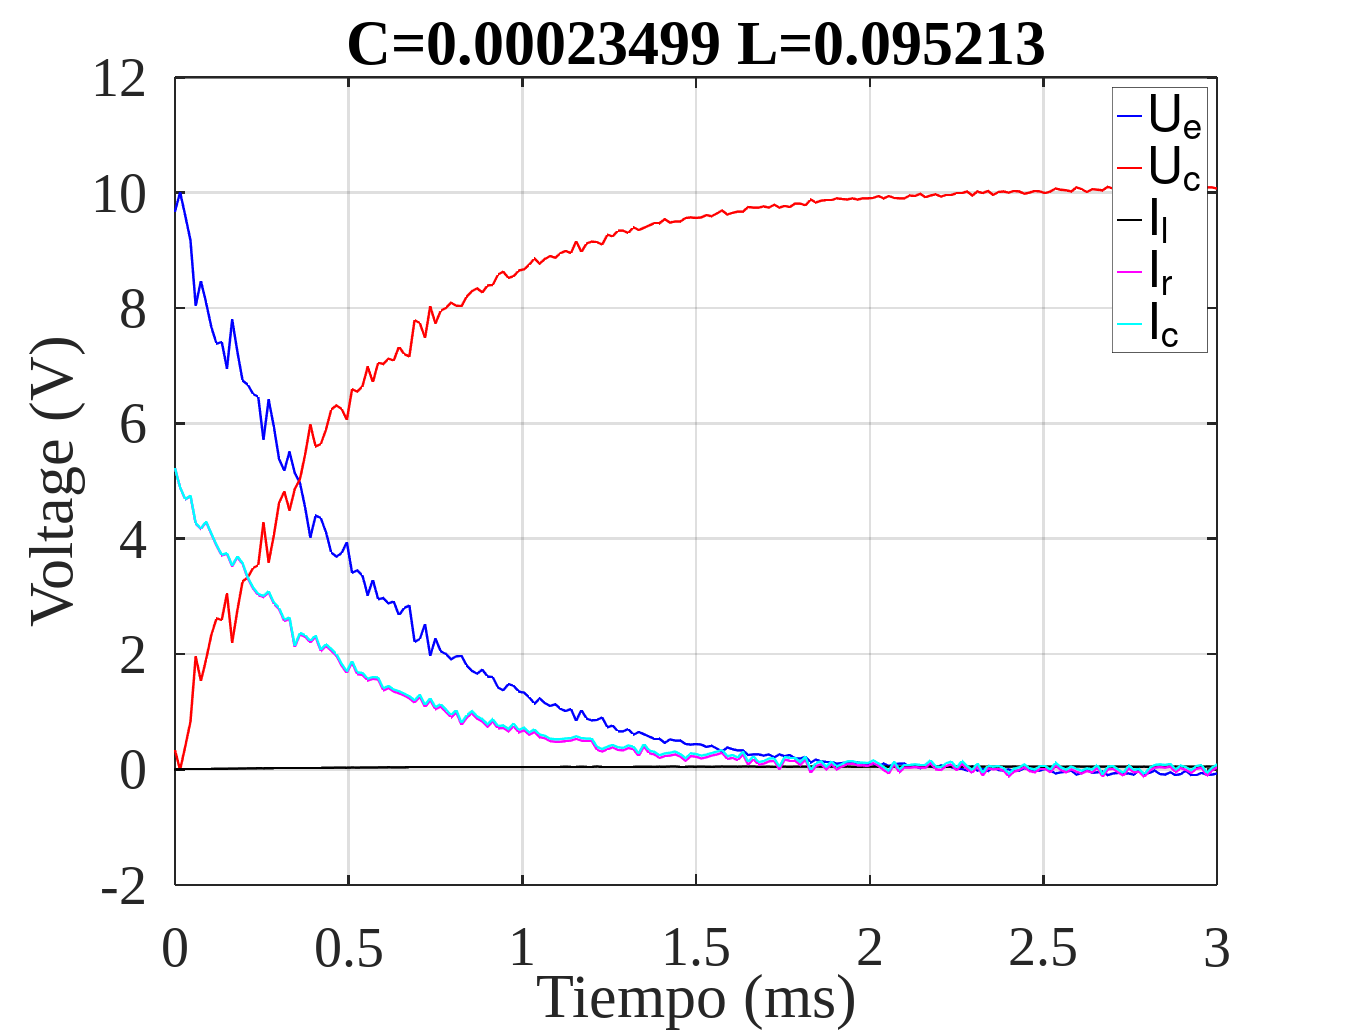 C=0.00023499 L=0.095213
12
10
8
6
4
2
0
-2
Voltage (V)
U_e
U_c
I_l
I_r
I_c
0 0.5 1 1.5 2 2.5 3
Tiempo (ms)